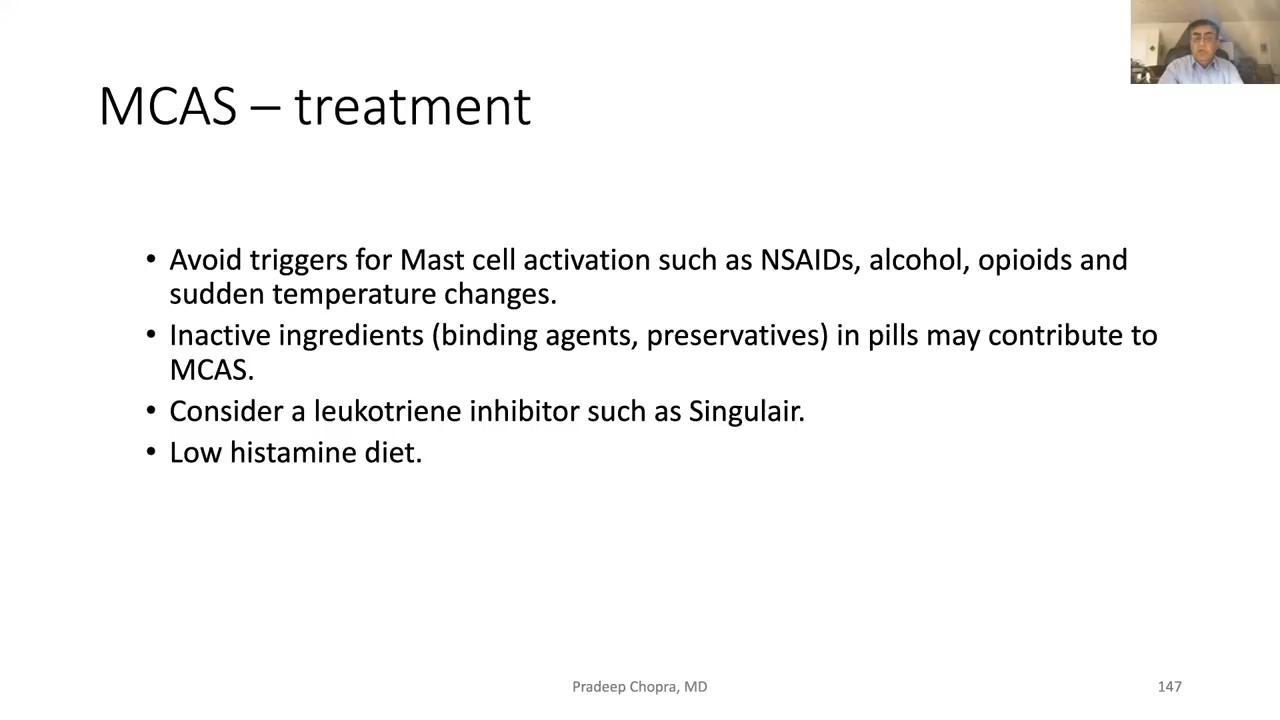 MCAS – treatment
• Avoid triggers for Mast cell activation such as NSAIDs, alcohol, opioids and
sudden temperature changes.
• Inactive ingredients (binding agents, preservatives) in pills may contribute to
MCAS.
• Consider a leukotriene inhibitor such as Singulair.
• Low histamine diet.
Pradeep Chopra, MD
147